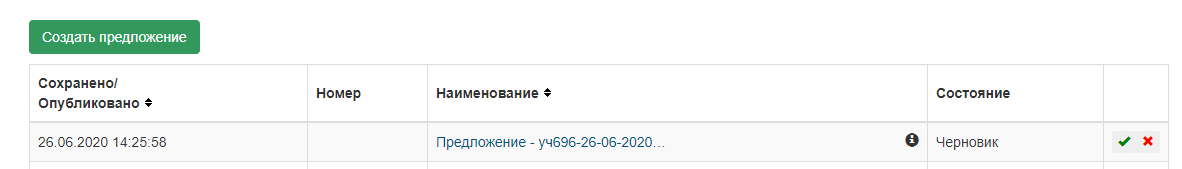 Создать предложение
Сохранено/
Опубликовано
Номер
Наименование
Состояние
26.06.2020 14:25:58
Предложение - уч696-26-06-2020…
Черновик